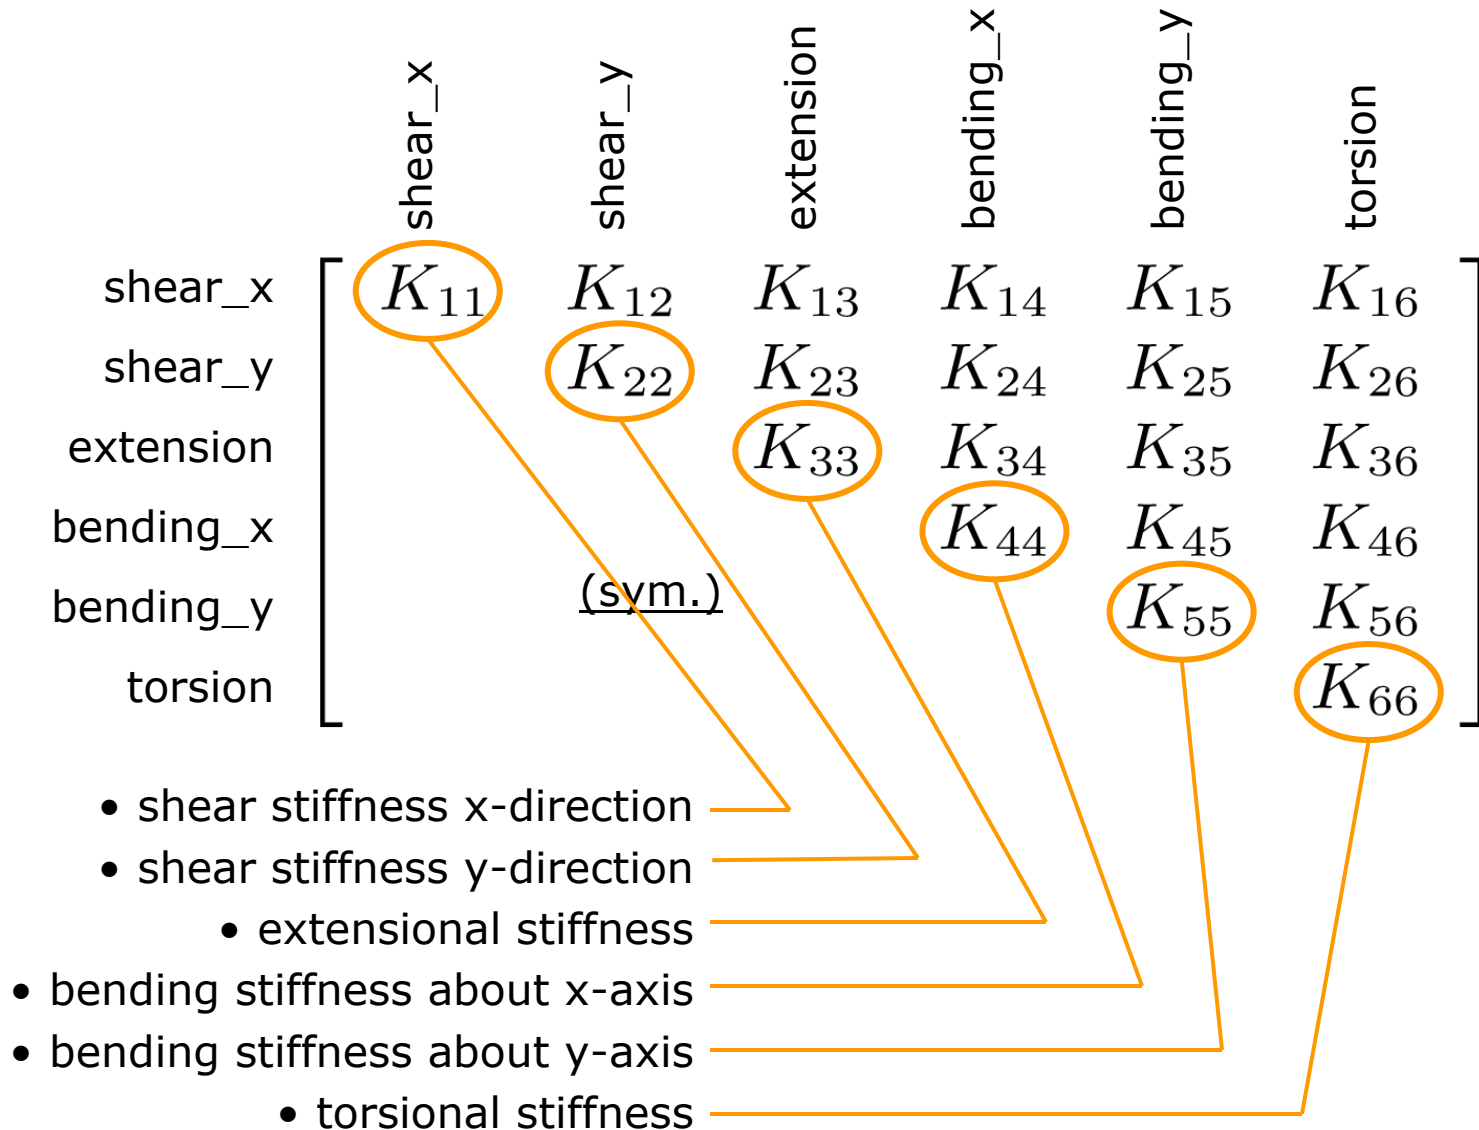 shear_x shear_y extension bending_x bending_y torsion
shear_x K11 K12 K13 K14 K15 K16
shear_y K22 K23 K24 K25 K26
extension K33 K34 K35 K36
bending_x K44 K45 K46
(sym.)
bending_y K55 K56
torsion K66
• shear stiffness x-direction
• shear stiffness y-direction
• extensional stiffness
• bending stiffness about x-axis
• bending stiffness about y-axis
• torsional stiffness